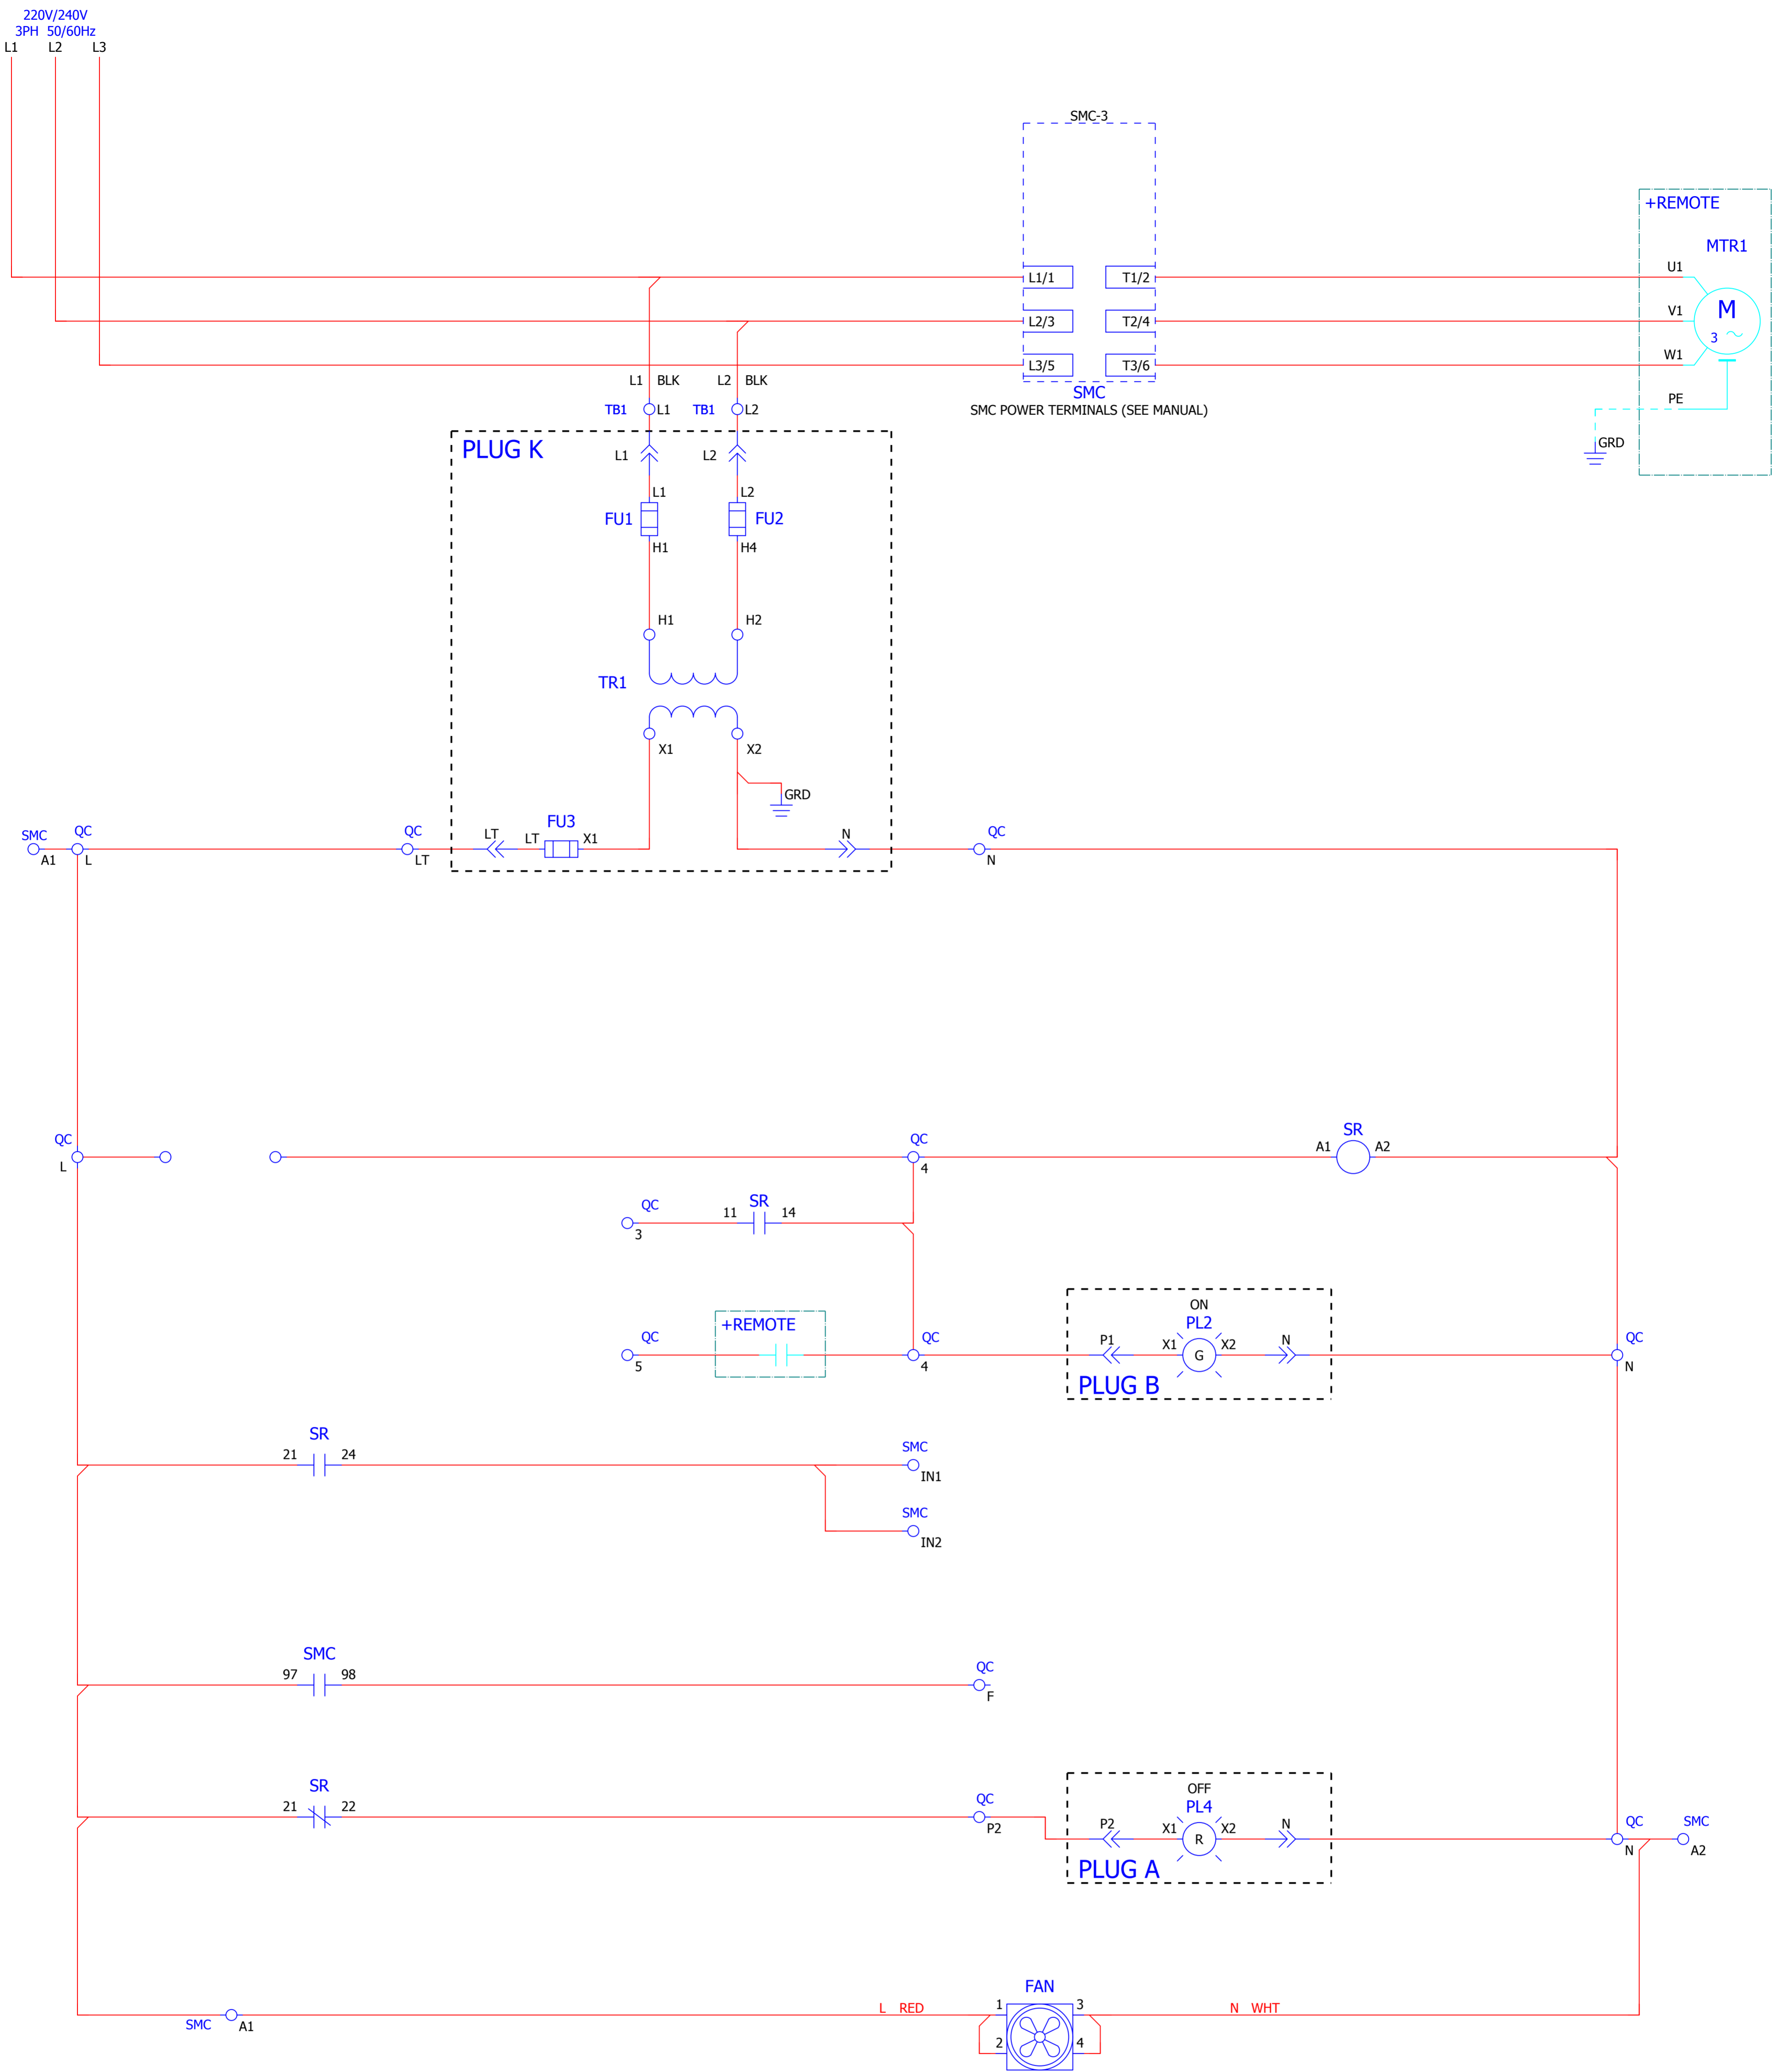 220V/240V
3PH 50/60Hz
L1 L2 L3
SMC-3
+REMOTE
MTR1
L1/1 T1/2 U1
M
3
L2/3 T2/4 V1
L3/5 T3/6 W1
L1 BLK L2 BLK
SMC
SMC POWER TERMINALS (SEE MANUAL)
PE
GRD
TB1 L1 TB1 L2
PLUG K
L1 L2
L1 L2
FU1 FU2
H1 H4
H1 H2
TR1
X1 X2
GRD
SMC QC QC LT LT FU3 X1 N QC
A1 L LT N
QC QC A1 SR A2
L 4
QC 11 SR 14
3
QC +REMOTE QC
5 4
ON
PL2
P1 X1 G X2 N
PLUG B
QC
N
SR
21 24
SMC
IN1
SMC
IN2
SMC
97 98
QC
F
SR
21 22
QC
P2
OFF
PL4
P2 X1 R X2 N
PLUG A
QC SMC
N A2
FAN
SMC A1
L RED 1 3 N WHT
2 4